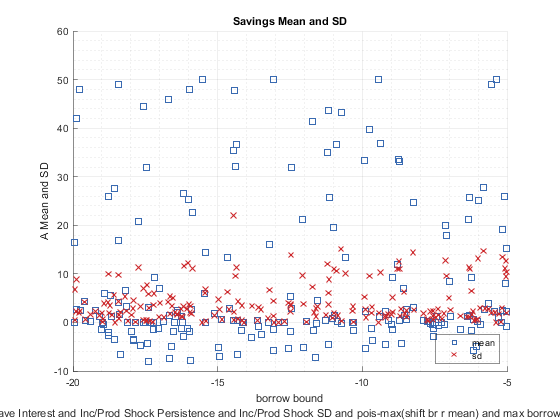 Savings Mean and SD
60
50
40
30
20
10
0
-10
A Mean and SD
-20
-15
-10
-5
mean
sd
borrow bound
ave Interest and Inc/Prod Shock Persistence and Inc/Prod Shock SD and pois-max(shift br r mean) and max borrow